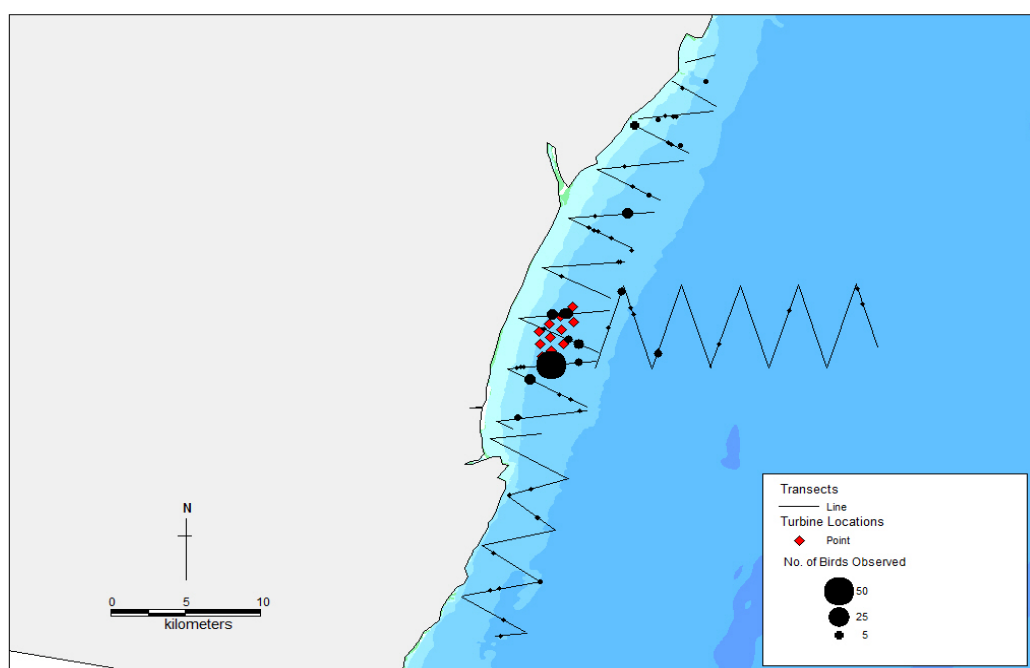 N
0 5 10
kilometers
Transects
Line
Turbine Locations
Point
No. of Birds Observed
50
25
5